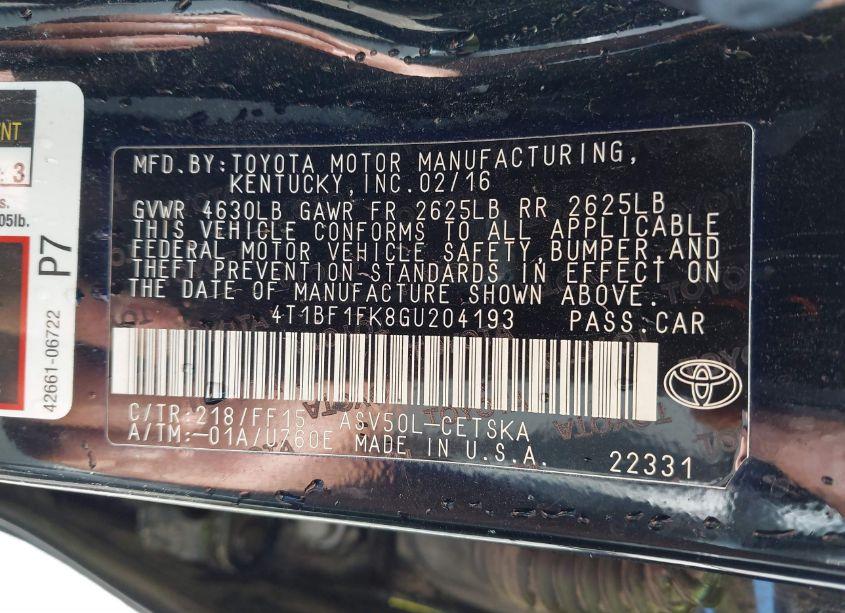 NT
: 3
s.
05lb.
P7
42661-06722
MFD.BY:TOYOTA MOTOR MANUFACTURING,
KENTUCKY,INC.02/16
GVWR 4630LB GAWR FR 2625LB RR 2625LB
THIS VEHICLE CONFORMS TO ALL APPLICABLE
FEDERAL MOTOR VEHICLE SAFETY,BUMPER,AND
THEFT PREVENTION STANDARDS IN EFFECT ON
THE DATE OF MANUFACTURE SHOWN ABOVE.
4T1BF1FK8GU204193 PASS.CAR
C/TR:218/FF15 ASV50L-CETSKA
A/TM:-01A/U760E MADE IN U.S.A.
22331